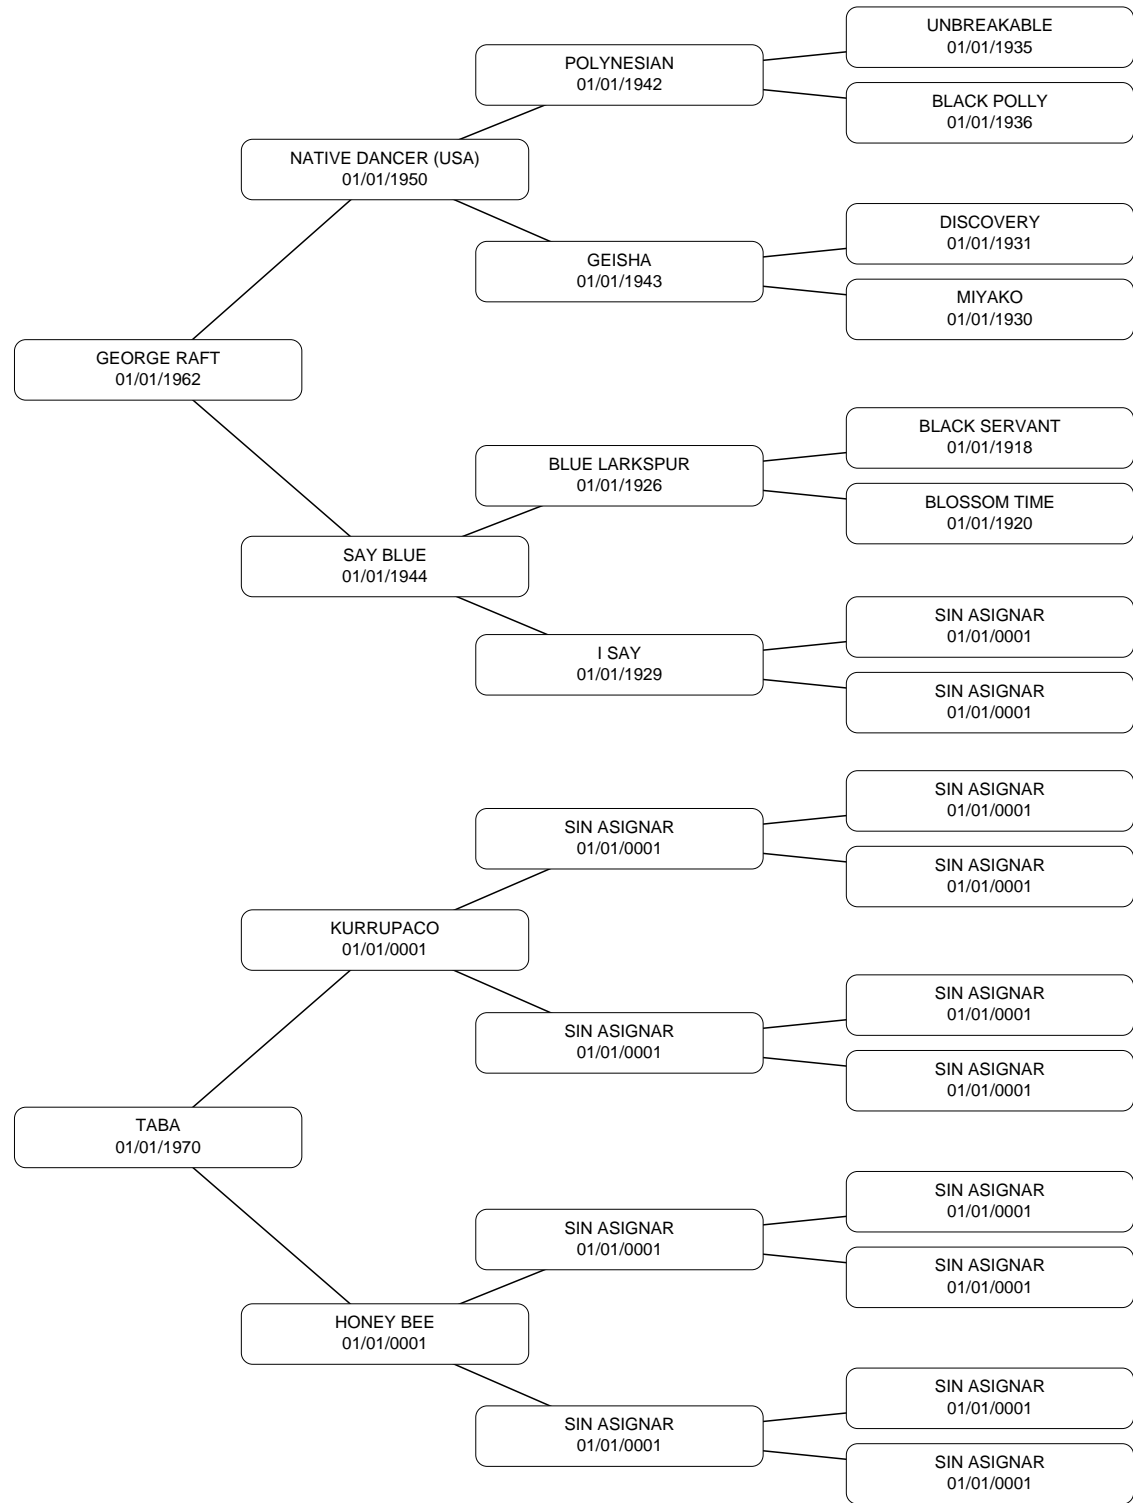 UNBREAKABLE
01/01/1935
POLYNESIAN
01/01/1942
BLACK POLLY
01/01/1936
NATIVE DANCER (USA)
01/01/1950
DISCOVERY
01/01/1931
GEISHA
01/01/1943
MIYAKO
01/01/1930
GEORGE RAFT
01/01/1962
BLACK SERVANT
01/01/1918
BLUE LARKSPUR
01/01/1926
BLOSSOM TIME
01/01/1920
SAY BLUE
01/01/1944
SIN ASIGNAR
01/01/0001
I SAY
01/01/1929
SIN ASIGNAR
01/01/0001
SIN ASIGNAR
01/01/0001
SIN ASIGNAR
01/01/0001
SIN ASIGNAR
01/01/0001
KURRUPACO
01/01/0001
SIN ASIGNAR
01/01/0001
SIN ASIGNAR
01/01/0001
SIN ASIGNAR
01/01/0001
TABA
01/01/1970
SIN ASIGNAR
01/01/0001
SIN ASIGNAR
01/01/0001
SIN ASIGNAR
01/01/0001
HONEY BEE
01/01/0001
SIN ASIGNAR
01/01/0001
SIN ASIGNAR
01/01/0001
SIN ASIGNAR
01/01/0001